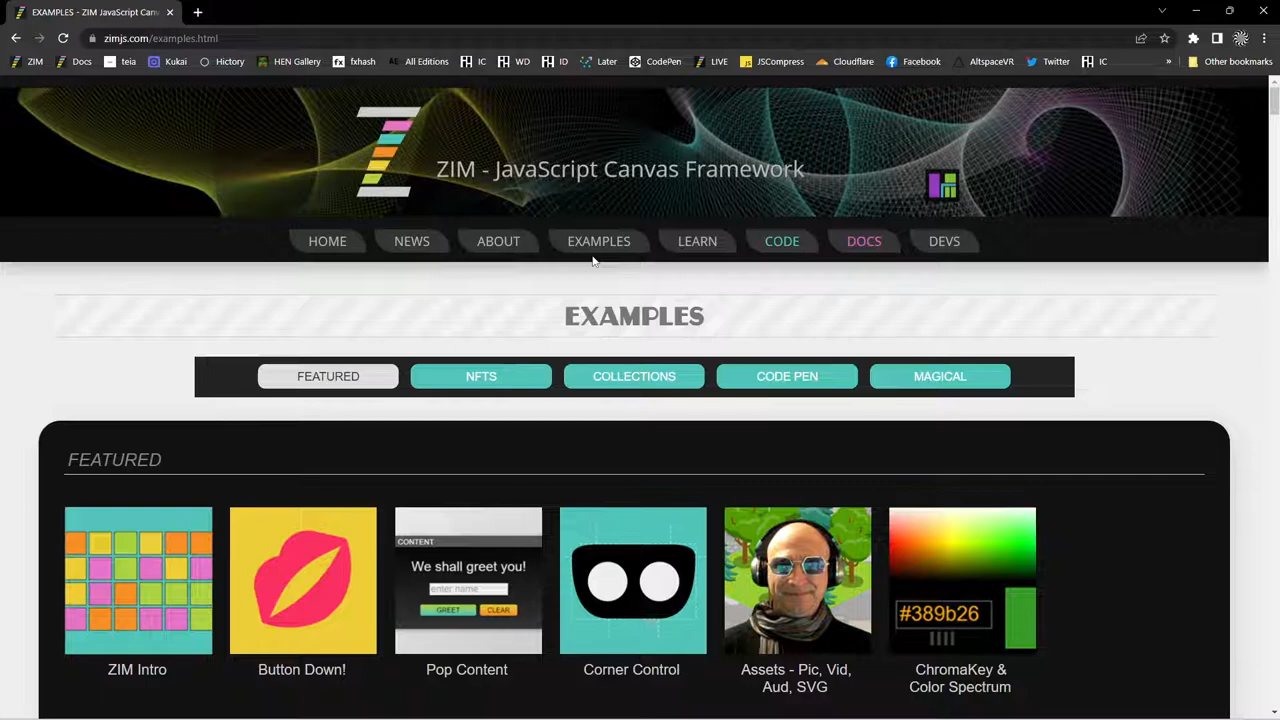 EXAMPLES - ZIM JavaScript Canv
zimjs.com/examples.html
ZIM Docs teia Kukai Hictory HEN Gallery fxhash All Editions IC WD ID Later CodePen LIVE JSCompress Cloudflare Facebook AltspaceVR Twitter IC » Other bookmarks
ZIM - JavaScript Canvas Framework
HOME NEWS ABOUT EXAMPLES LEARN CODE DOCS DEVS
EXAMPLES
FEATURED NFTS COLLECTIONS CODE PEN MAGICAL
FEATURED
CONTENT
We shall greet you!
enter name
GREET CLEAR
#389b26
ZIM Intro
Button Down!
Pop Content
Corner Control
Assets - Pic, Vid,
Aud, SVG
ChromaKey &
Color Spectrum